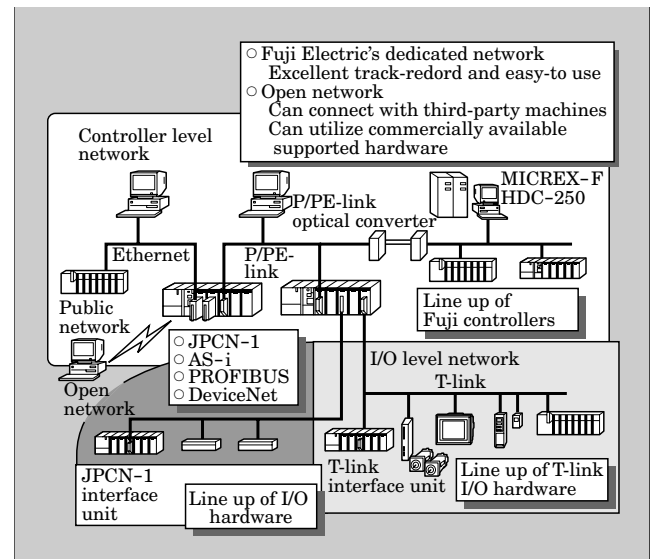 ○ Fuji Electric's dedicated network
Excellent track-redord and easy-to use
○ Open network
Can connect with third-party machines
Can utilize commercially available
supported hardware
Controller level
network
MICREX-F
HDC-250
P/PE-link
optical converter
Ethernet
P/PE-
link
Public
network
Line up of
Fuji controllers
○ JPCN-1
○ AS-i
○ PROFIBUS
○ DeviceNet
Open
network
I/O level network
T-link
JPCN-1
interface
unit
Line up of I/O
hardware
T-link
interface unit
Line up of T-link
I/O hardware